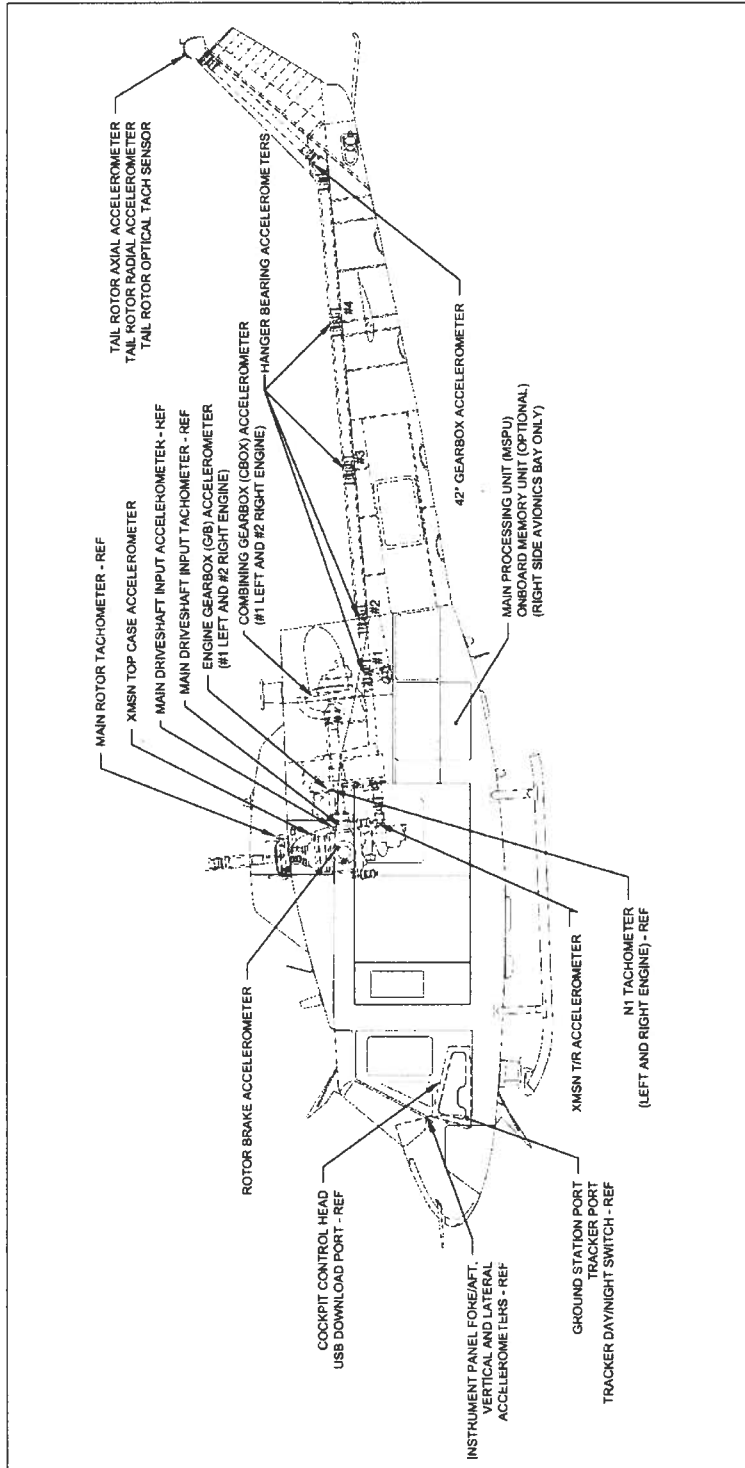 TAIL ROTOR AXIAL ACCELEROMETER
TAIL ROTOR RADIAL ACCELEROMETER
TAIL ROTOR OPTICAL TACH SENSOR
MAIN ROTOR TACHOMETER - REF
XMSN TOP CASE ACCELEROMETER
MAIN DRIVESHAFT INPUT ACCELEROMETER - REF
MAIN DRIVESHAFT INPUT TACHOMETER - REF
ENGINE GEARBOX (G/B) ACCELEROMETER
(#1 LEFT AND #2 RIGHT ENGINE)
COMBINING GEARBOX (CBOX) ACCELEROMETER
(#1 LEFT AND #2 RIGHT ENGINE)
HANGER BEARING ACCELEROMETERS
ROTOR BRAKE ACCELEROMETER
COCKPIT CONTROL HEAD
USB DOWNLOAD PORT - REF
#1
#2
#3
#4
INSTRUMENT PANEL FORE/AFT,
VERTICAL AND LATERAL
ACCELEROMETERS - REF
GROUND STATION PORT
TRACKER PORT
TRACKER DAY/NIGHT SWITCH - REF
XMSN T/R ACCELEROMETER
N1 TACHOMETER
(LEFT AND RIGHT ENGINE) - REF
MAIN PROCESSING UNIT (MSPU)
ONBOARD MEMORY UNIT (OPTIONAL)
(RIGHT SIDE AVIONICS BAY ONLY)
42° GEARBOX ACCELEROMETER